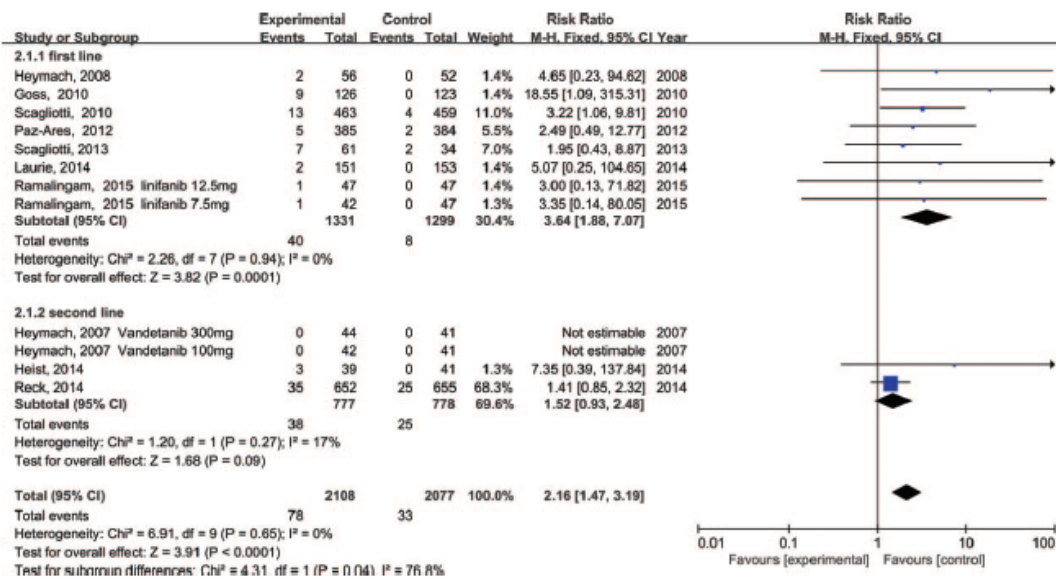 Experimental Control Risk Ratio Risk Ratio
Study or Subgroup Events Total Events Total Weight M-H, Fixed, 95% CI Year M-H, Fixed, 95% CI
2.1.1 first line
Heymach, 2008 2 56 0 52 1.4% 4.65 [0.23, 94.62] 2008
Goss, 2010 9 126 0 123 1.4% 18.55 [1.09, 315.31] 2010
Scagliotti, 2010 13 463 4 459 11.0% 3.22 [1.06, 9.81] 2010
Paz-Ares, 2012 5 385 2 384 5.5% 2.49 [0.49, 12.77] 2012
Scagliotti, 2013 7 61 2 34 7.0% 1.95 [0.43, 8.87] 2013
Laurie, 2014 2 151 0 153 1.4% 5.07 [0.25, 104.65] 2014
Ramalingam, 2015 linifanib 12.5mg 1 47 0 47 1.4% 3.00 [0.13, 71.82] 2015
Ramalingam, 2015 linifanib 7.5mg 1 42 0 47 1.3% 3.35 [0.14, 80.05] 2015
Subtotal (95% CI) 1331 1299 30.4% 3.64 [1.88, 7.07]
Total events 40 8
Heterogeneity: Chi² = 2.26, df = 7 (P = 0.94); I² = 0%
Test for overall effect: Z = 3.82 (P = 0.0001)
2.1.2 second line
Heymach, 2007 Vandetanib 300mg 0 44 0 41 Not estimable 2007
Heymach, 2007 Vandetanib 100mg 0 42 0 41 Not estimable 2007
Heist, 2014 3 39 0 41 1.3% 7.35 [0.39, 137.84] 2014
Reck, 2014 35 652 25 655 68.3% 1.41 [0.85, 2.32] 2014
Subtotal (95% CI) 777 778 69.6% 1.52 [0.93, 2.48]
Total events 38 25
Heterogeneity: Chi² = 1.20, df = 1 (P = 0.27); I² = 17%
Test for overall effect: Z = 1.68 (P = 0.09)
Total (95% CI) 2108 2077 100.0% 2.16 [1.47, 3.19]
Total events 78 33
Heterogeneity: Chi² = 6.91, df = 9 (P = 0.65); I² = 0%
Test for overall effect: Z = 3.91 (P < 0.0001)
Test for subgroup differences: Chi² = 4.31, df = 1 (P = 0.04), I² = 76.8%
0.01 0.1 1 10 100
Favours [experimental] Favours [control]